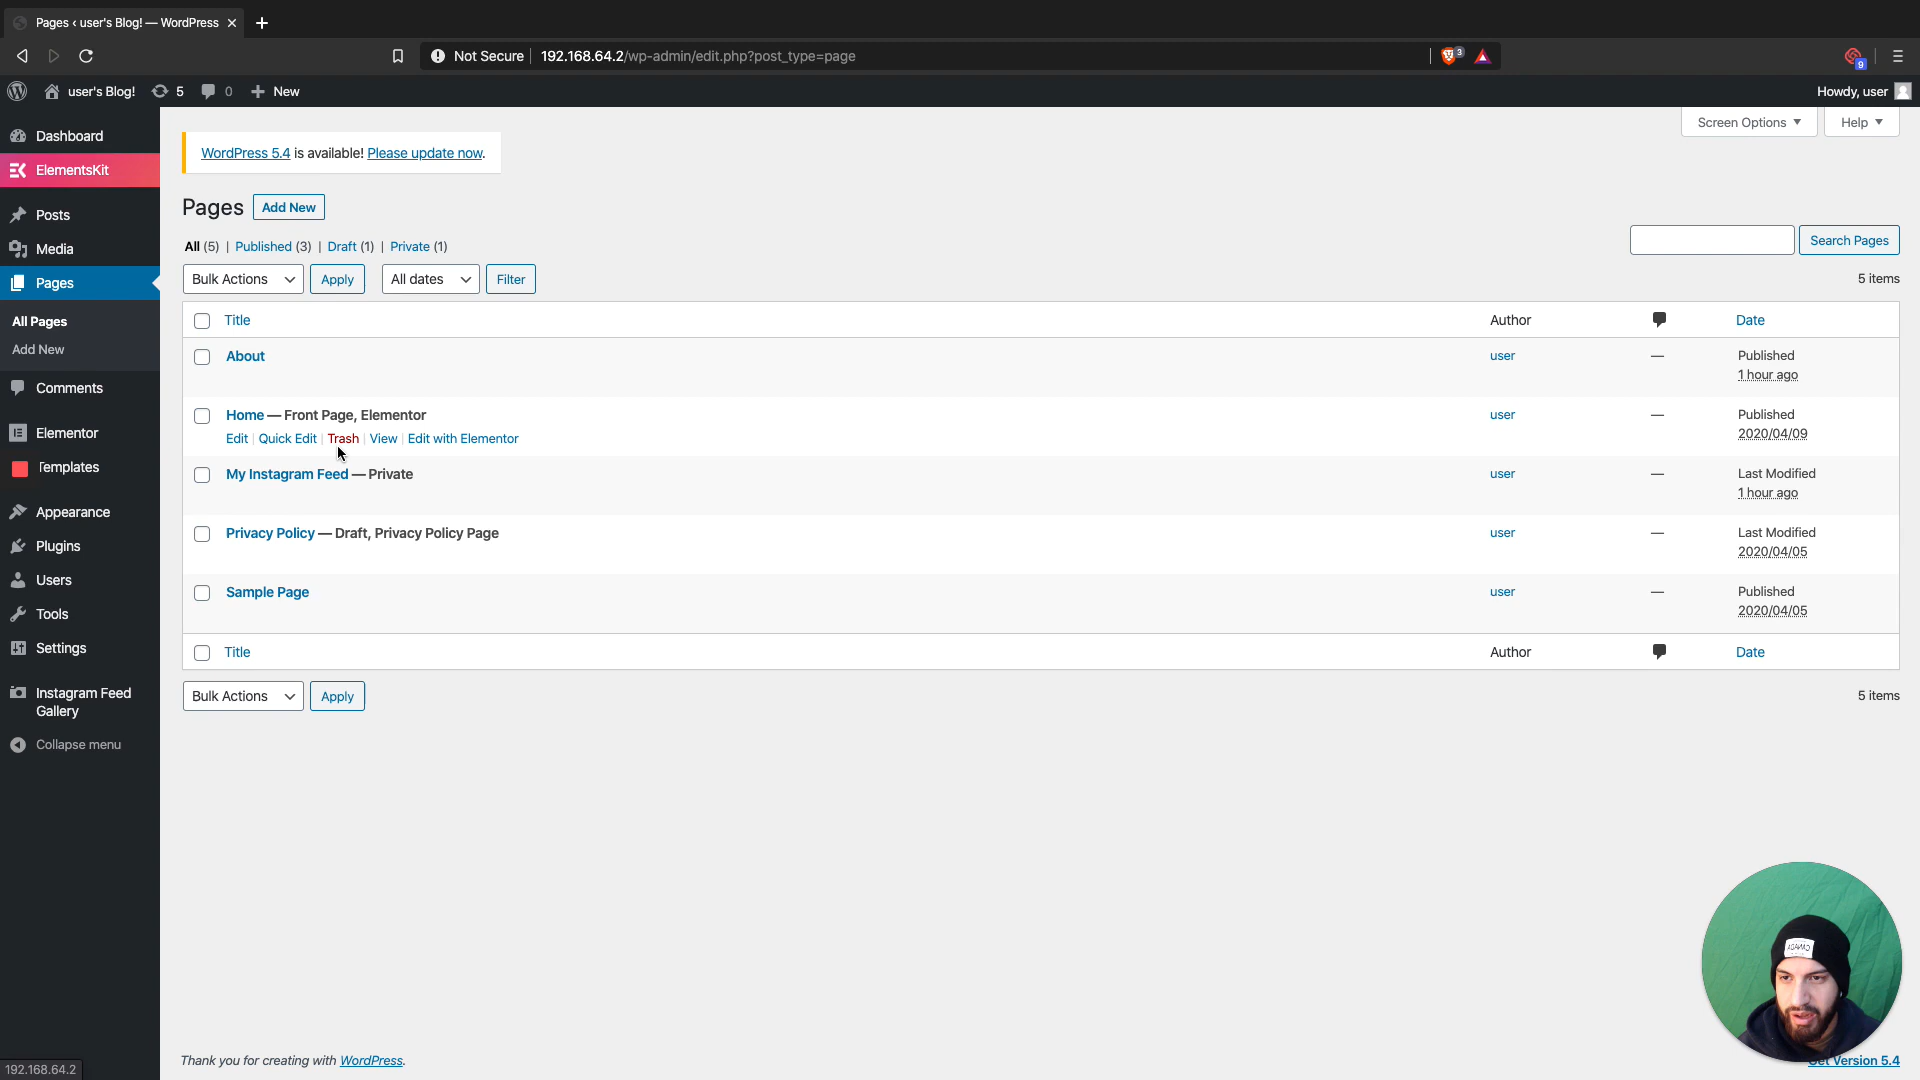 Pages ‹ user's Blog! — WordPress
Not Secure 192.168.64.2/wp-admin/edit.php?post_type=page 3 9
user's Blog! 5 0 New Howdy, user
Dashboard
ElementsKit
Posts
Media
Pages
All Pages
Add New
Comments
Elementor
Templates
Appearance
Plugins
Users
Tools
Settings
Instagram Feed
Gallery
Collapse menu
Screen Options Help
WordPress 5.4 is available! Please update now.
Pages Add New
All (5) | Published (3) | Draft (1) | Private (1)
Search Pages
Bulk Actions Apply All dates Filter 5 items
Title Author Date
About user — Published
1 hour ago
Home — Front Page, Elementor user — Published
Edit | Quick Edit | Trash | View | Edit with Elementor 2020/04/09
My Instagram Feed — Private user — Last Modified
1 hour ago
Privacy Policy — Draft, Privacy Policy Page user — Last Modified
2020/04/05
Sample Page user — Published
2020/04/05
Title Author Date
Bulk Actions Apply 5 items
Thank you for creating with WordPress. Get Version 5.4
192.168.64.2